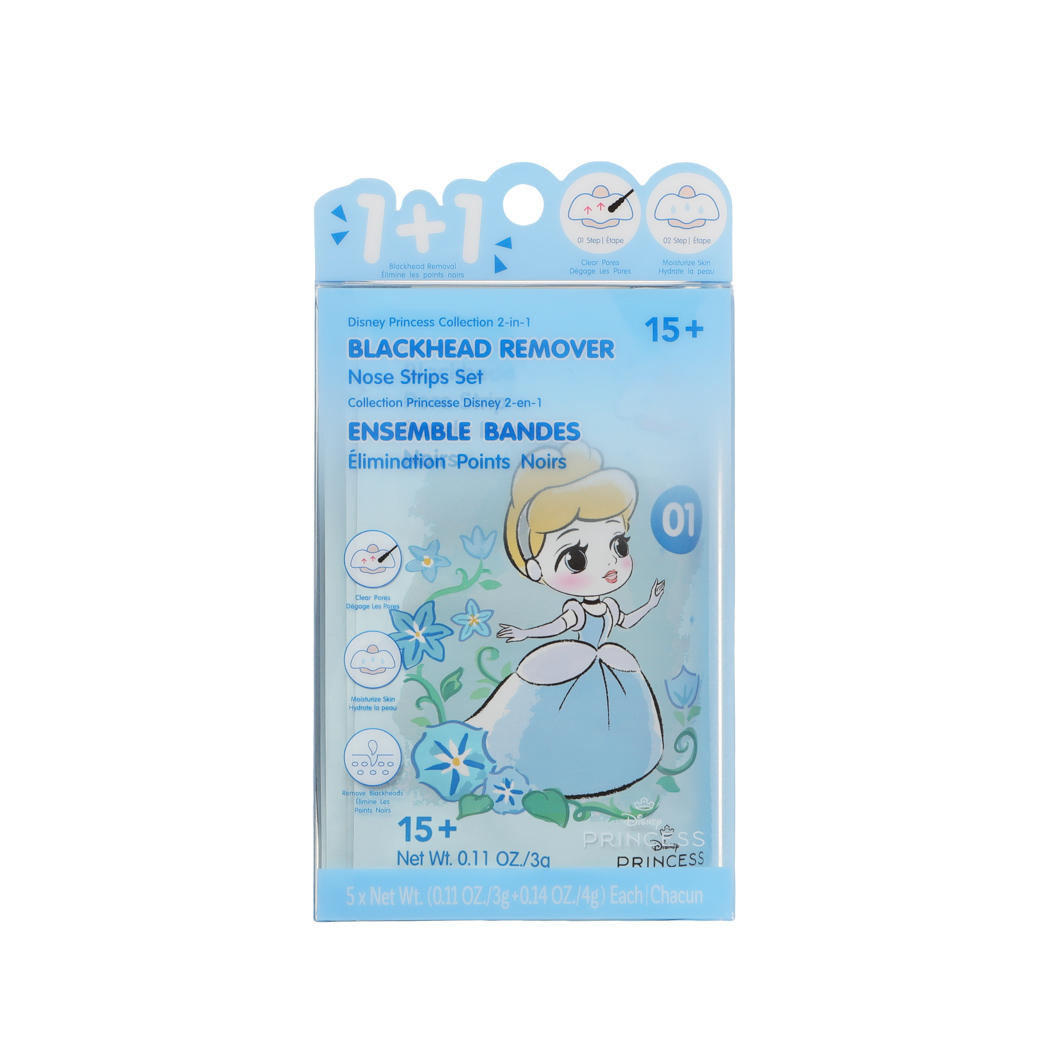 1+1
Blackhead Removal
Élimine les points noirs
01 Step | Étape
Clear Pores
Dégage Les Pores
02 Step | Étape
Moisturize Skin
Hydrate la peau
Disney Princess Collection 2-in-1
15+
BLACKHEAD REMOVER
Nose Strips Set
Collection Princesse Disney 2-en-1
ENSEMBLE BANDES
Élimination Points Noirs
01
Clear Pores
Dégage Les Pores
Moisturize Skin
Hydrate la peau
Remove Blackheads
Élimine Les
Points Noirs
15+
Net Wt. 0.11 OZ./3g
Disney
PRINCESS
Disney
PRINCESS
5 x Net Wt. (0.11 OZ./3g+0.14 OZ./4g) Each|Chacun